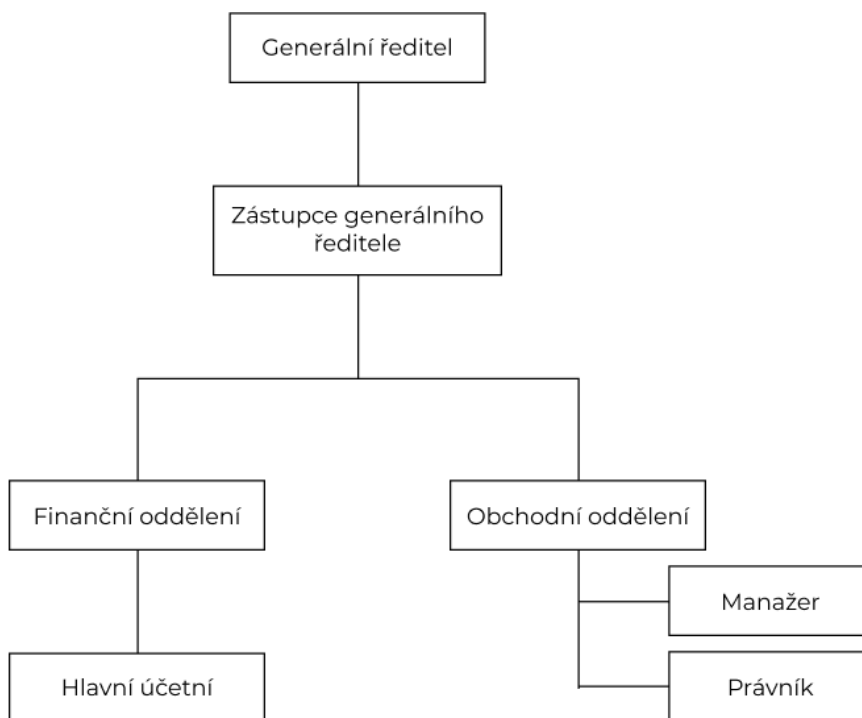 Generální ředitel
Zástupce generálního
ředitele
Finanční oddělení
Obchodní oddělení
Manažer
Hlavní účetní
Právník